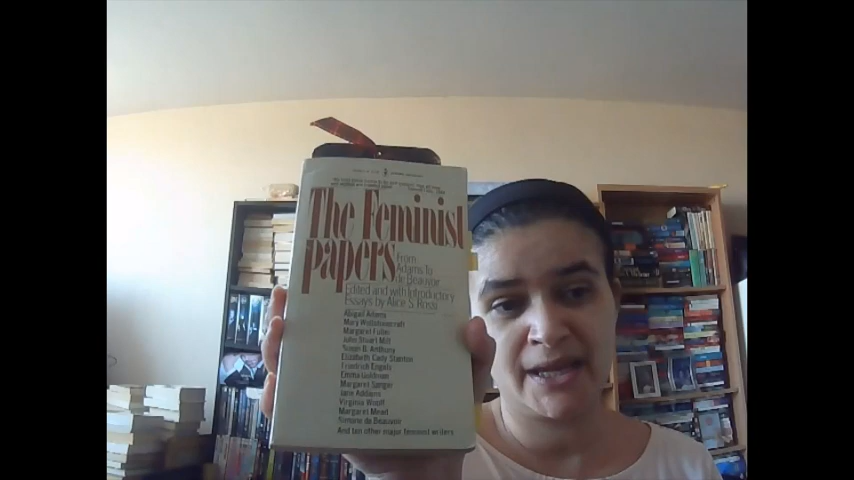 The Feminist
papers
From
Adams to
de Beauvoir
Edited and with Introductory
Essays by Alice S. Rossi
Abigail Adams
Mary Wollstonecraft
Margaret Fuller
John Stuart Mill
Susan B. Anthony
Elizabeth Cady Stanton
Friedrich Engels
Emma Goldman
Margaret Sanger
Jane Addams
Virginia Woolf
Margaret Mead
Simone de Beauvoir
And ten other major feminist writers